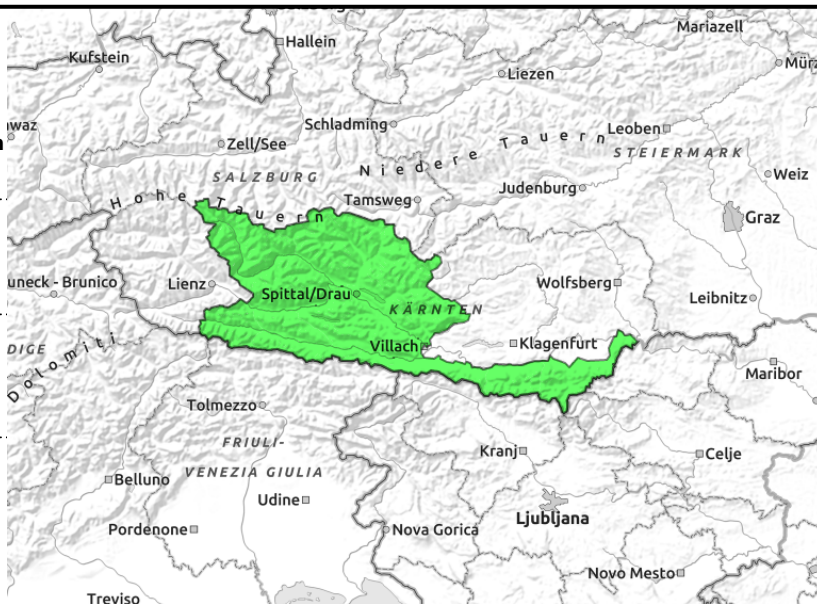 Mariazell
Hallein
Kufstein
Mürz
Liezen
waz
Schladming
Leoben
Zell/See
Niedere Tauern
STEIERMARK
SALZBURG
Weiz
Hohe Tauern
Tamsweg
Judenburg
Graz
uneck - Brunico
Lienz
Spittal/Drau
Wolfsberg
Leibnitz
KÄRNTEN
DIGE
Villach
Klagenfurt
Dolomiti
Maribor
Tolmezzo
FRIULI-
VENEZIA GIULIA
Kranj
Celje
Belluno
Udine
Ljubljana
Pordenone
Nova Gorica
Novo Mesto
Treviso